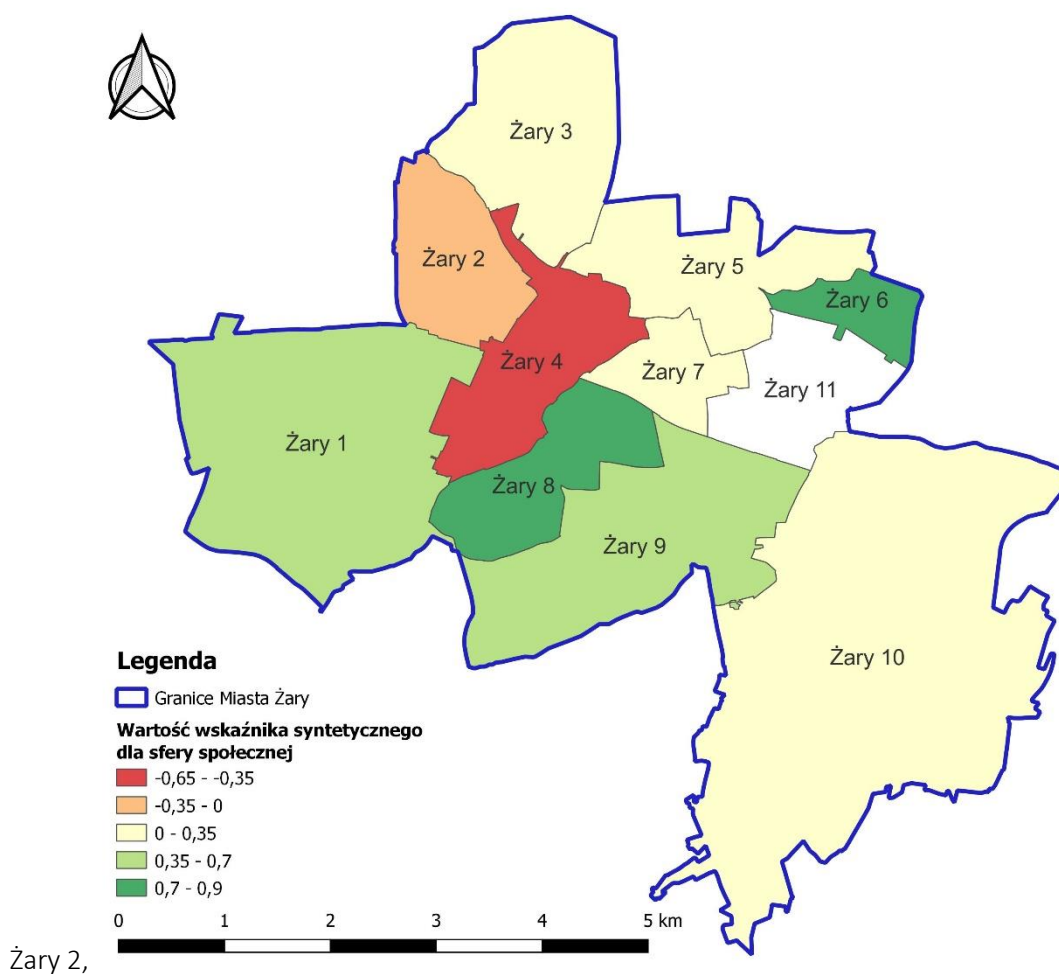 Żary 3
Żary 2
Żary 5
Żary 6
Żary 4
Żary 7
Żary 11
Żary 1
Żary 8
Żary 9
Żary 10
Legenda
Granice Miasta Żary
Wartość wskaźnika syntetycznego
dla sfery społecznej
-0,65 - -0,35
-0,35 - 0
0 - 0,35
0,35 - 0,7
0,7 - 0,9
0 1 2 3 4 5 km
Żary 2,